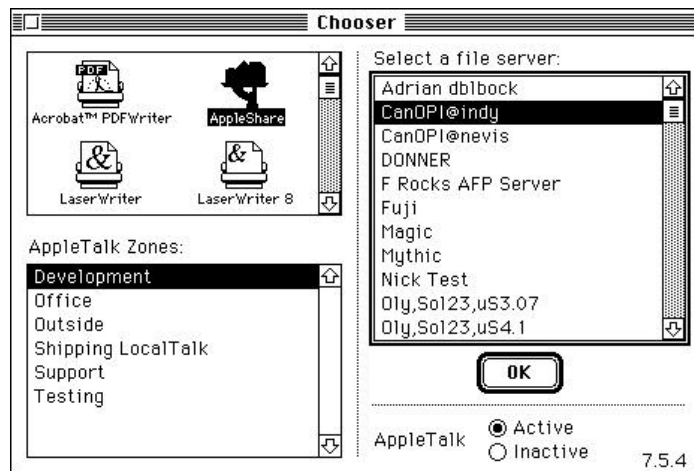 Chooser
PDF
Acrobat™ PDFWriter
AppleShare
&
&
LaserWriter
LaserWriter 8
AppleTalk Zones:
Development
Office
Outside
Shipping LocalTalk
Support
Testing
Select a file server:
Adrian dblbock
CanOPI@indy
CanOPI@nevis
DONNER
F Rocks AFP Server
Fuji
Magic
Mythic
Nick Test
Oly,Sol23,uS3.07
Oly,Sol23,uS4.1
OK
AppleTalk
Active
Inactive
7.5.4